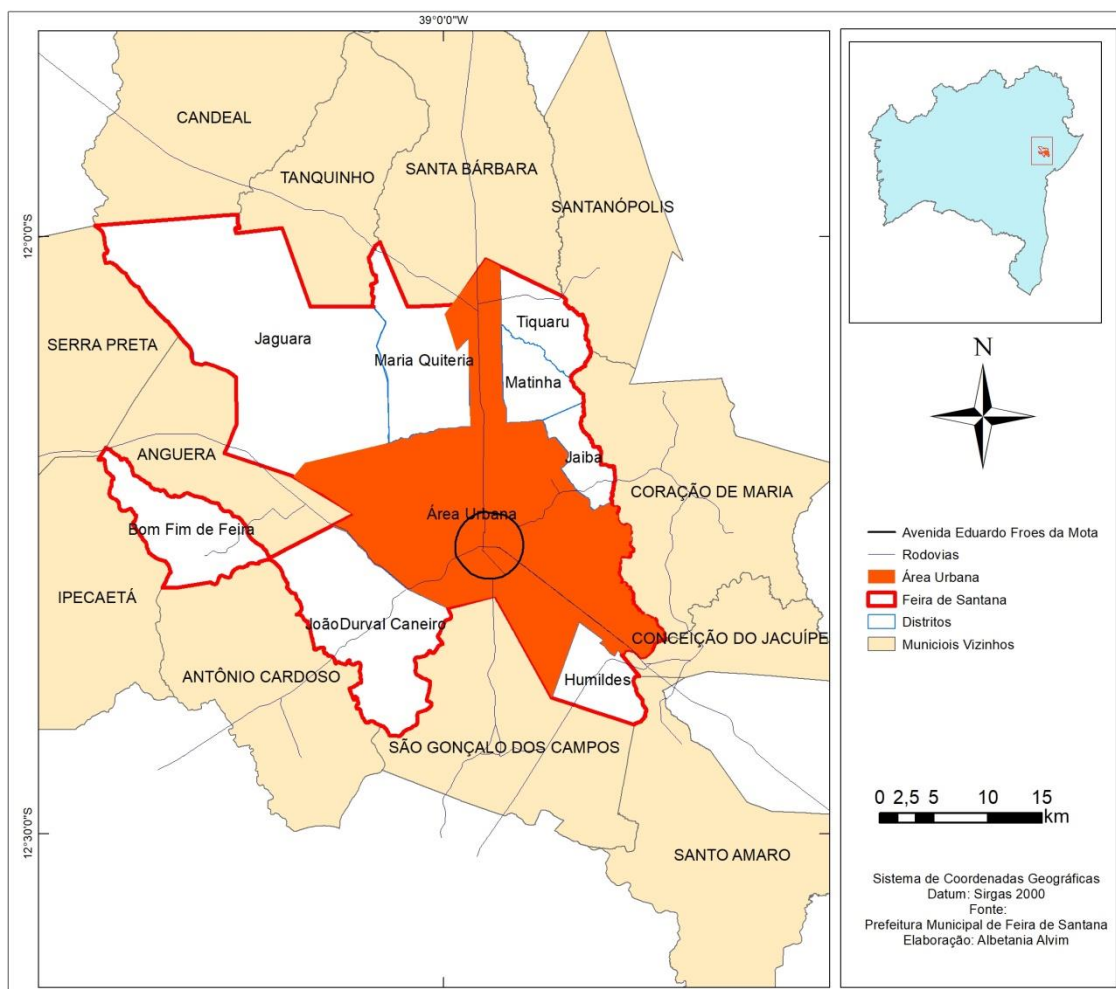 39°0'0"W
12°0'0"S
12°30'0"S
CANDEAL
TANQUINHO
SANTA BÁRBARA
SANTANÓPOLIS
SERRA PRETA
Jaguara
Maria Quiteria
Tiquaru
Matinha
ANGUERA
Jaiba
CORAÇÃO DE MARIA
Bom Fim de Feira
Área Urbana
IPECAETÁ
JoãoDurval Caneiro
CONCEIÇÃO DO JACUÍPE
ANTÔNIO CARDOSO
Humildes
SÃO GONÇALO DOS CAMPOS
SANTO AMARO
N
Avenida Eduardo Froes da Mota
Rodovias
Área Urbana
Feira de Santana
Distritos
Municiois Vizinhos
0 2,5 5 10 15
km
Sistema de Coordenadas Geográficas
Datum: Sirgas 2000
Fonte:
Prefeitura Municipal de Feira de Santana
Elaboração: Albetania Alvim